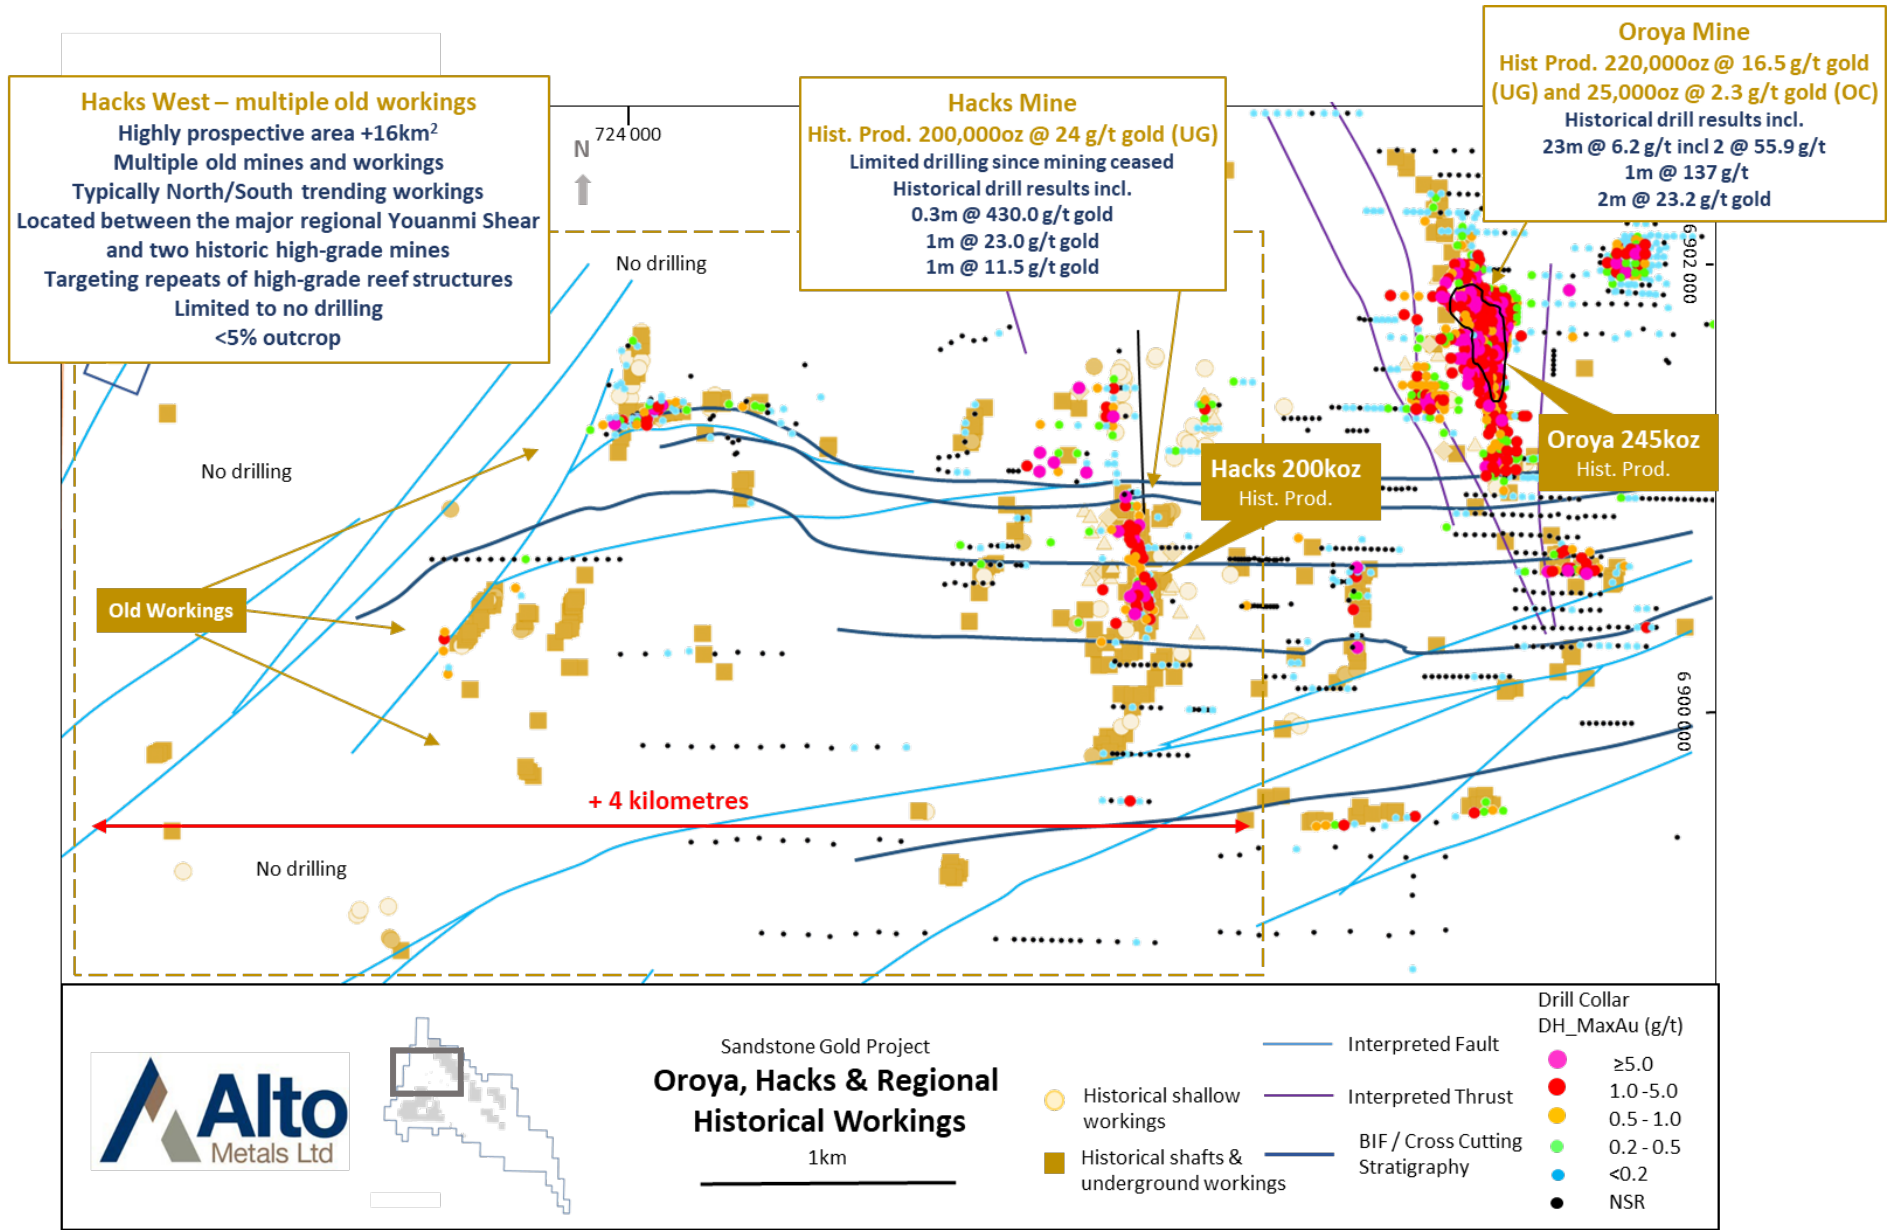 Hacks West – multiple old workings
Highly prospective area +16km²
Multiple old mines and workings
Typically North/South trending workings
Located between the major regional Youanmi Shear
and two historic high-grade mines
Targeting repeats of high-grade reef structures
Limited to no drilling
<5% outcrop
N
724 000
Hacks Mine
Hist. Prod. 200,000oz @ 24 g/t gold (UG)
Limited drilling since mining ceased
Historical drill results incl.
0.3m @ 430.0 g/t gold
1m @ 23.0 g/t gold
1m @ 11.5 g/t gold
Oroya Mine
Hist Prod. 220,000oz @ 16.5 g/t gold
(UG) and 25,000oz @ 2.3 g/t gold (OC)
Historical drill results incl.
23m @ 6.2 g/t incl 2 @ 55.9 g/t
1m @ 137 g/t
2m @ 23.2 g/t gold
6 902 000
No drilling
No drilling
Hacks 200koz
Hist. Prod.
Oroya 245koz
Hist. Prod.
Old Workings
6 900 000
+ 4 kilometres
No drilling
Alto
Metals Ltd
Sandstone Gold Project
Oroya, Hacks & Regional
Historical Workings
1km
Historical shallow
workings
Historical shafts &
underground workings
Interpreted Fault
Interpreted Thrust
BIF / Cross Cutting
Stratigraphy
Drill Collar
DH_MaxAu (g/t)
≥5.0
1.0 -5.0
0.5 - 1.0
0.2 - 0.5
<0.2
NSR